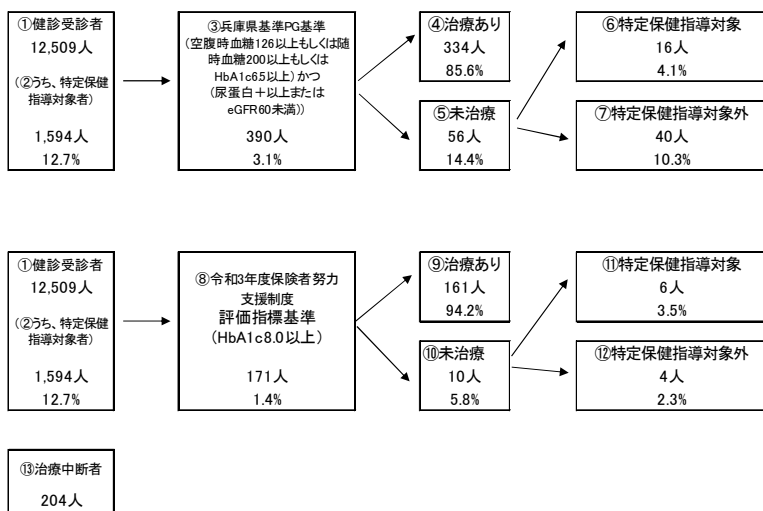 ①健診受診者
12,509人
(②うち、特定保健
指導対象者)
1,594人
12.7%
③兵庫県基準PG基準
(空腹時血糖126以上もしくは随
時血糖200以上もしくは
HbA1c6.5以上)かつ
(尿蛋白＋以上または
eGFR60未満))
390人
3.1%
④治療あり
334人
85.6%
⑤未治療
56人
14.4%
⑥特定保健指導対象
16人
4.1%
⑦特定保健指導対象外
40人
10.3%
①健診受診者
12,509人
(②うち、特定保健
指導対象者)
1,594人
12.7%
⑧令和3年度保険者努力
支援制度
評価指標基準
(HbA1c8.0以上)
171人
1.4%
⑨治療あり
161人
94.2%
⑩未治療
10人
5.8%
⑪特定保健指導対象
6人
3.5%
⑫特定保健指導対象外
4人
2.3%
⑬治療中断者
204人